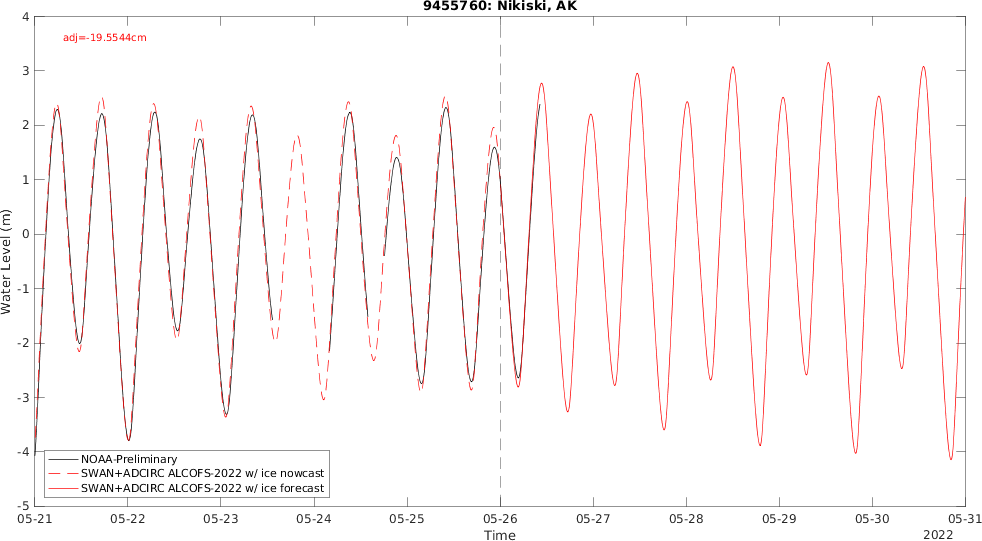 9455760: Nikiski, AK
adj=-19.5544cm
4
3
2
1
0
-1
-2
-3
-4
-5
Water Level (m)
NOAA-Preliminary
SWAN+ADCIRC ALCOFS-2022 w/ ice nowcast
SWAN+ADCIRC ALCOFS-2022 w/ ice forecast
05-21 05-22 05-23 05-24 05-25 05-26 05-27 05-28 05-29 05-30 05-31
Time
2022